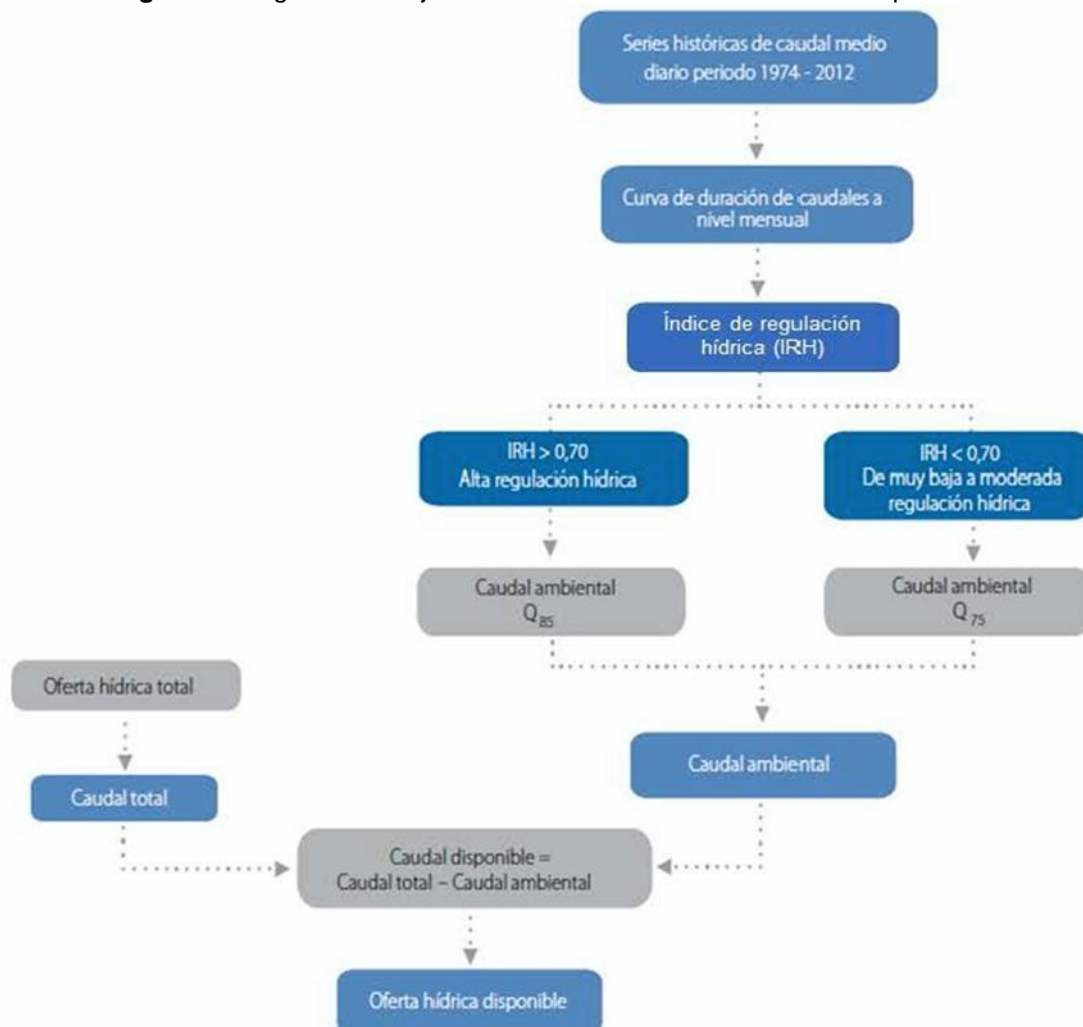 Series históricas de caudal medio
diario periodo 1974 - 2012
Curva de duración de caudales a
nivel mensual
Índice de regulación
hídrica (IRH)
IRH > 0,70
Alta regulación hídrica
IRH < 0,70
De muy baja a moderada
regulación hídrica
Caudal ambiental
Q 85
Caudal ambiental
Q 75
Oferta hídrica total
Caudal total
Caudal ambiental
Caudal disponible =
Caudal total – Caudal ambiental
Oferta hídrica disponible